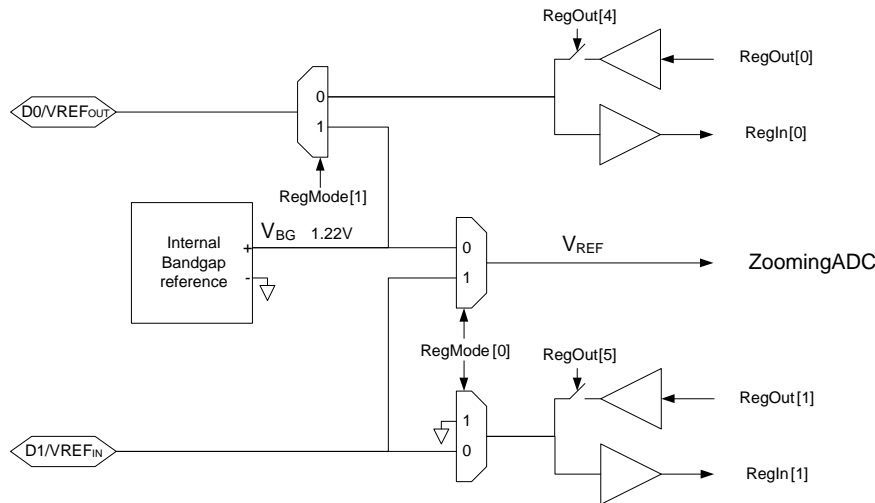 RegOut[4]
RegOut[0]
D0/VREFOUT
0
1
RegIn[0]
RegMode[1]
Internal
Bandgap
reference
+
-
VBG 1.22V
0
1
VREF
ZoomingADC
RegMode[0]
RegOut[5]
RegOut[1]
1
0
D1/VREFIN
RegIn[1]